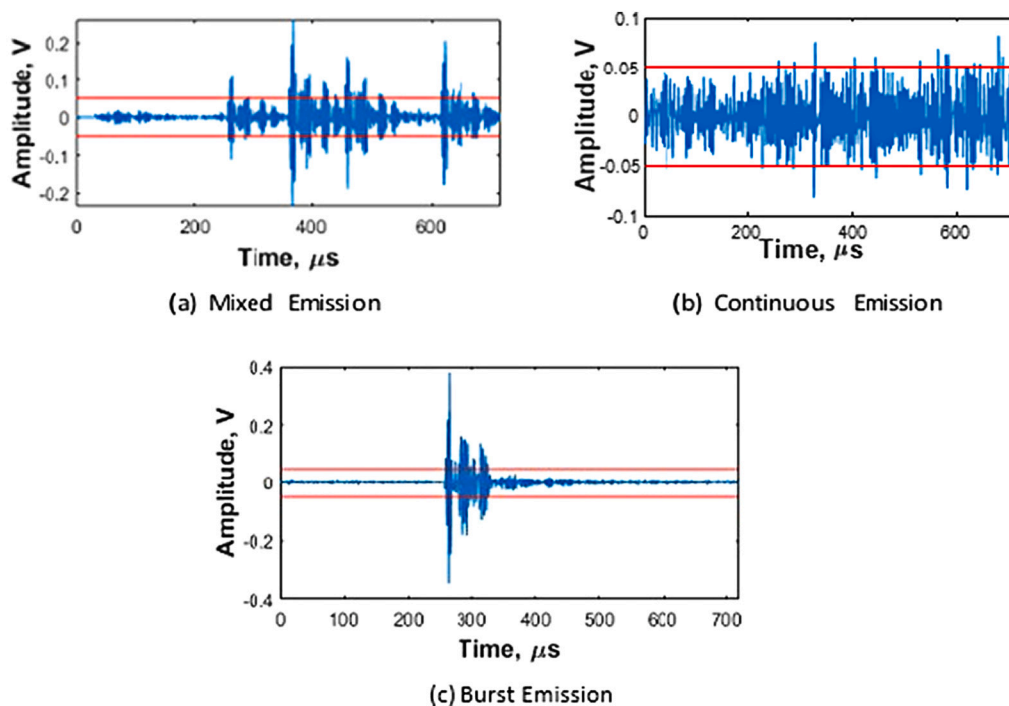 Amplitude, V
0.2
0.1
0
-0.1
-0.2
0 200 400 600
Time, μs
(a) Mixed Emission
Amplitude, V
0.1
0.05
0
-0.05
-0.1
0 200 400 600
Time, μs
(b) Continuous Emission
Amplitude, V
0.4
0.2
0
-0.2
-0.4
0 100 200 300 400 500 600 700
Time, μs
(c) Burst Emission